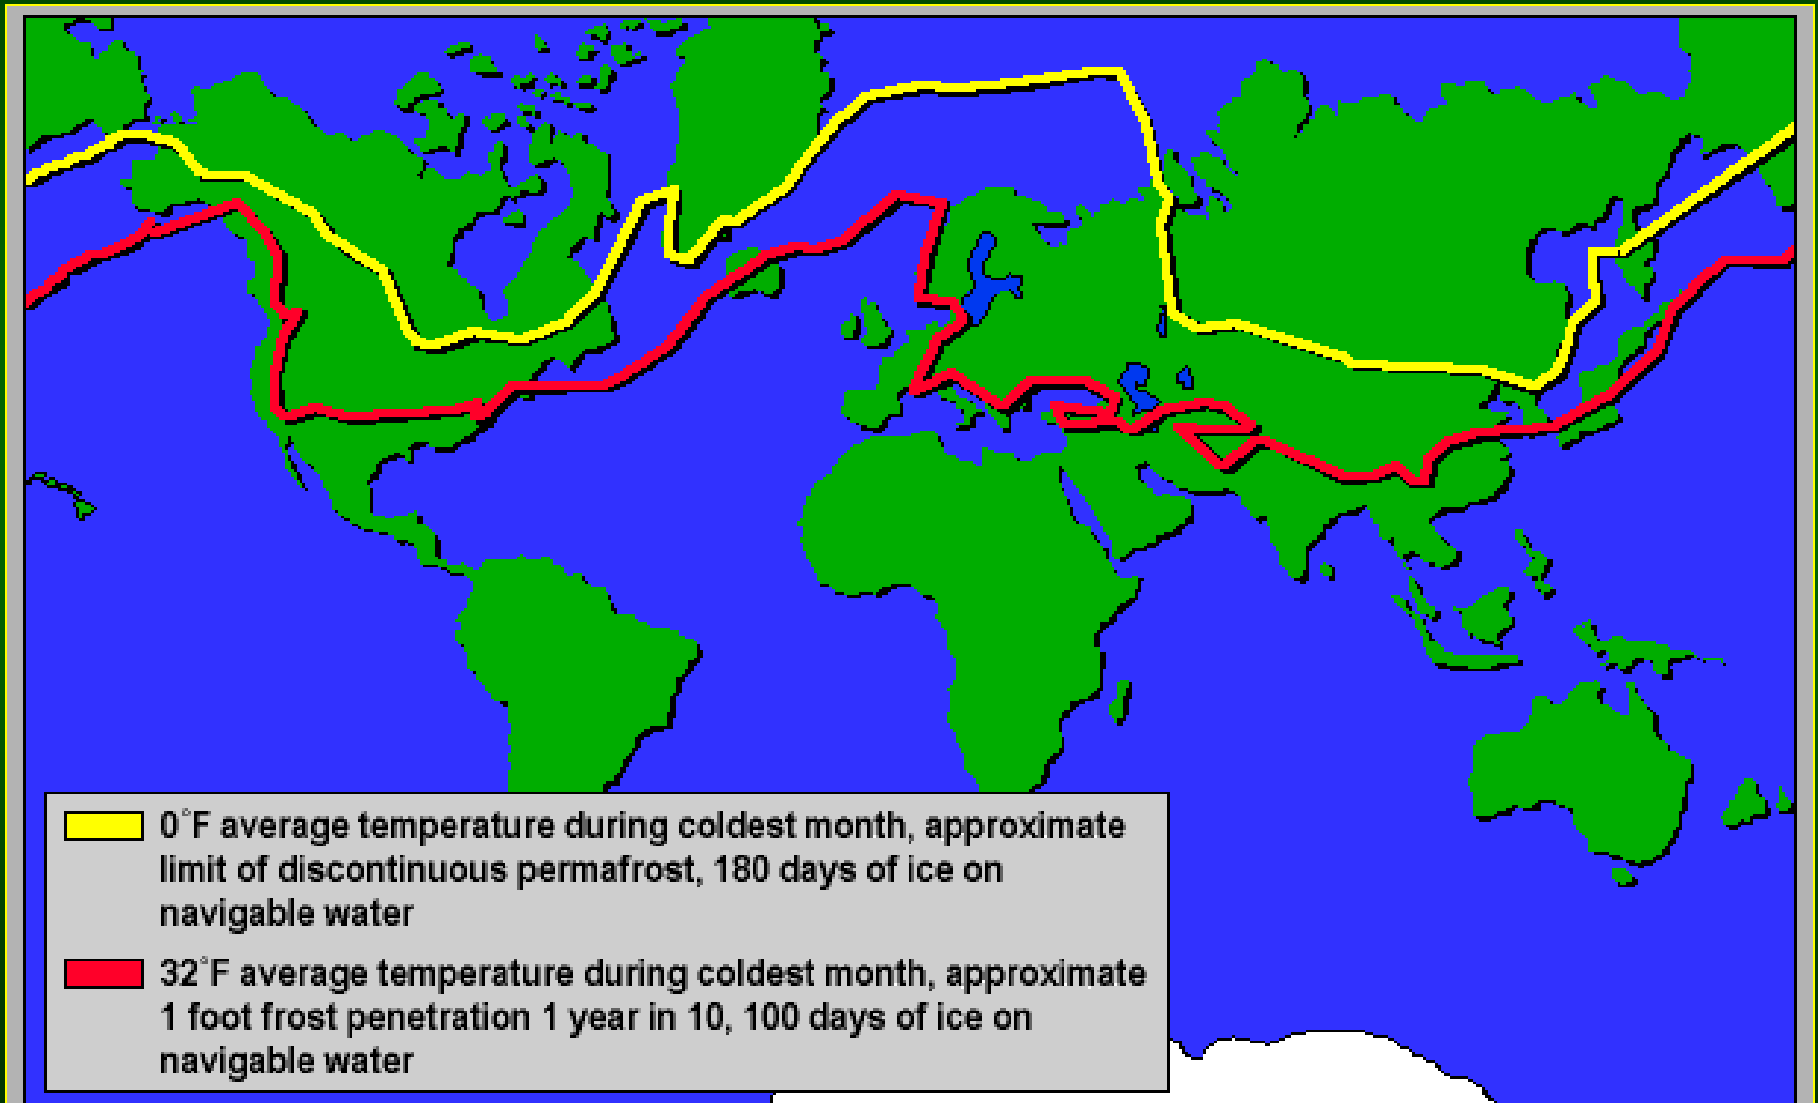 0°F average temperature during coldest month, approximate
limit of discontinuous permafrost, 180 days of ice on
navigable water
32°F average temperature during coldest month, approximate
1 foot frost penetration 1 year in 10, 100 days of ice on
navigable water